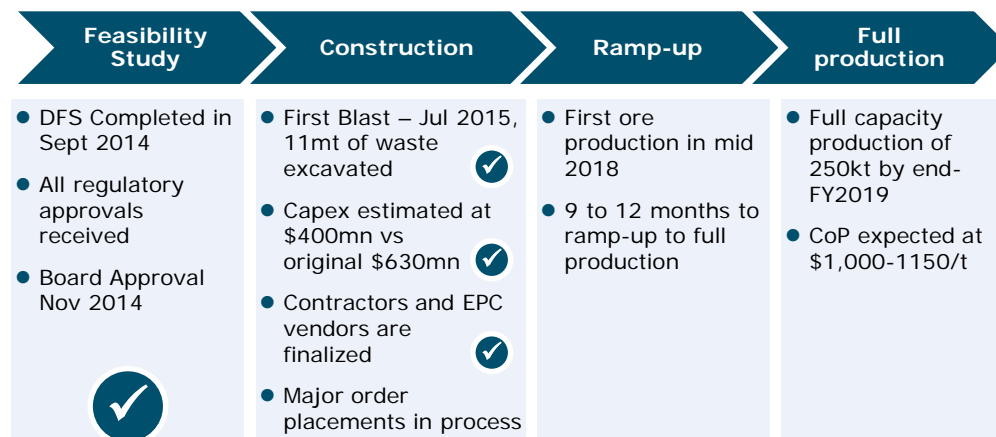 Feasibility
Study
Construction
Ramp-up
Full
production
DFS Completed in
Sept 2014
All regulatory
approvals
received
Board Approval
Nov 2014
First Blast – Jul 2015,
11mt of waste
excavated
Capex estimated at
$400mn vs
original $630mn
Contractors and EPC
vendors are
finalized
Major order
placements in process
First ore
production in mid
2018
9 to 12 months to
ramp-up to full
production
Full capacity
production of
250kt by end-
FY2019
CoP expected at
$1,000-1150/t